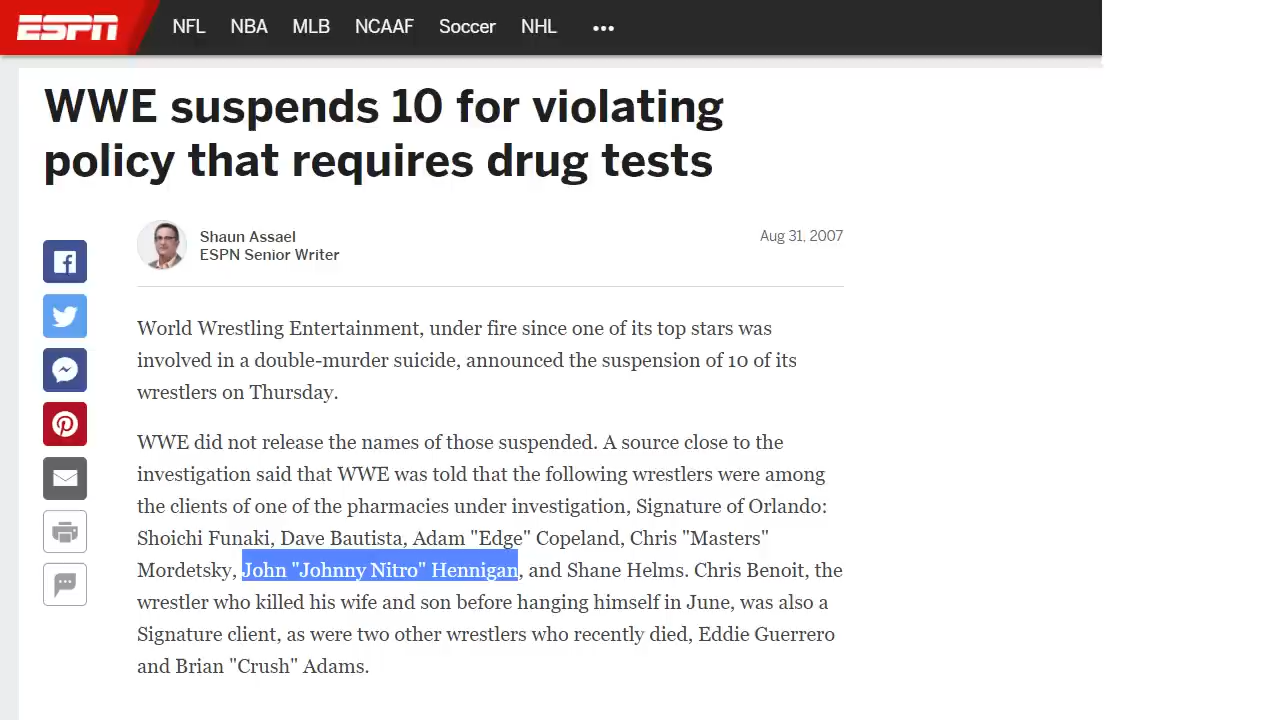 ESPN NFL NBA MLB NCAAF Soccer NHL •••
WWE suspends 10 for violating
policy that requires drug tests
Shaun Assael
ESPN Senior Writer
Aug 31, 2007
World Wrestling Entertainment, under fire since one of its top stars was
involved in a double-murder suicide, announced the suspension of 10 of its
wrestlers on Thursday.
WWE did not release the names of those suspended. A source close to the
investigation said that WWE was told that the following wrestlers were among
the clients of one of the pharmacies under investigation, Signature of Orlando:
Shoichi Funaki, Dave Bautista, Adam "Edge" Copeland, Chris "Masters"
Mordetsky, John "Johnny Nitro" Hennigan, and Shane Helms. Chris Benoit, the
wrestler who killed his wife and son before hanging himself in June, was also a
Signature client, as were two other wrestlers who recently died, Eddie Guerrero
and Brian "Crush" Adams.